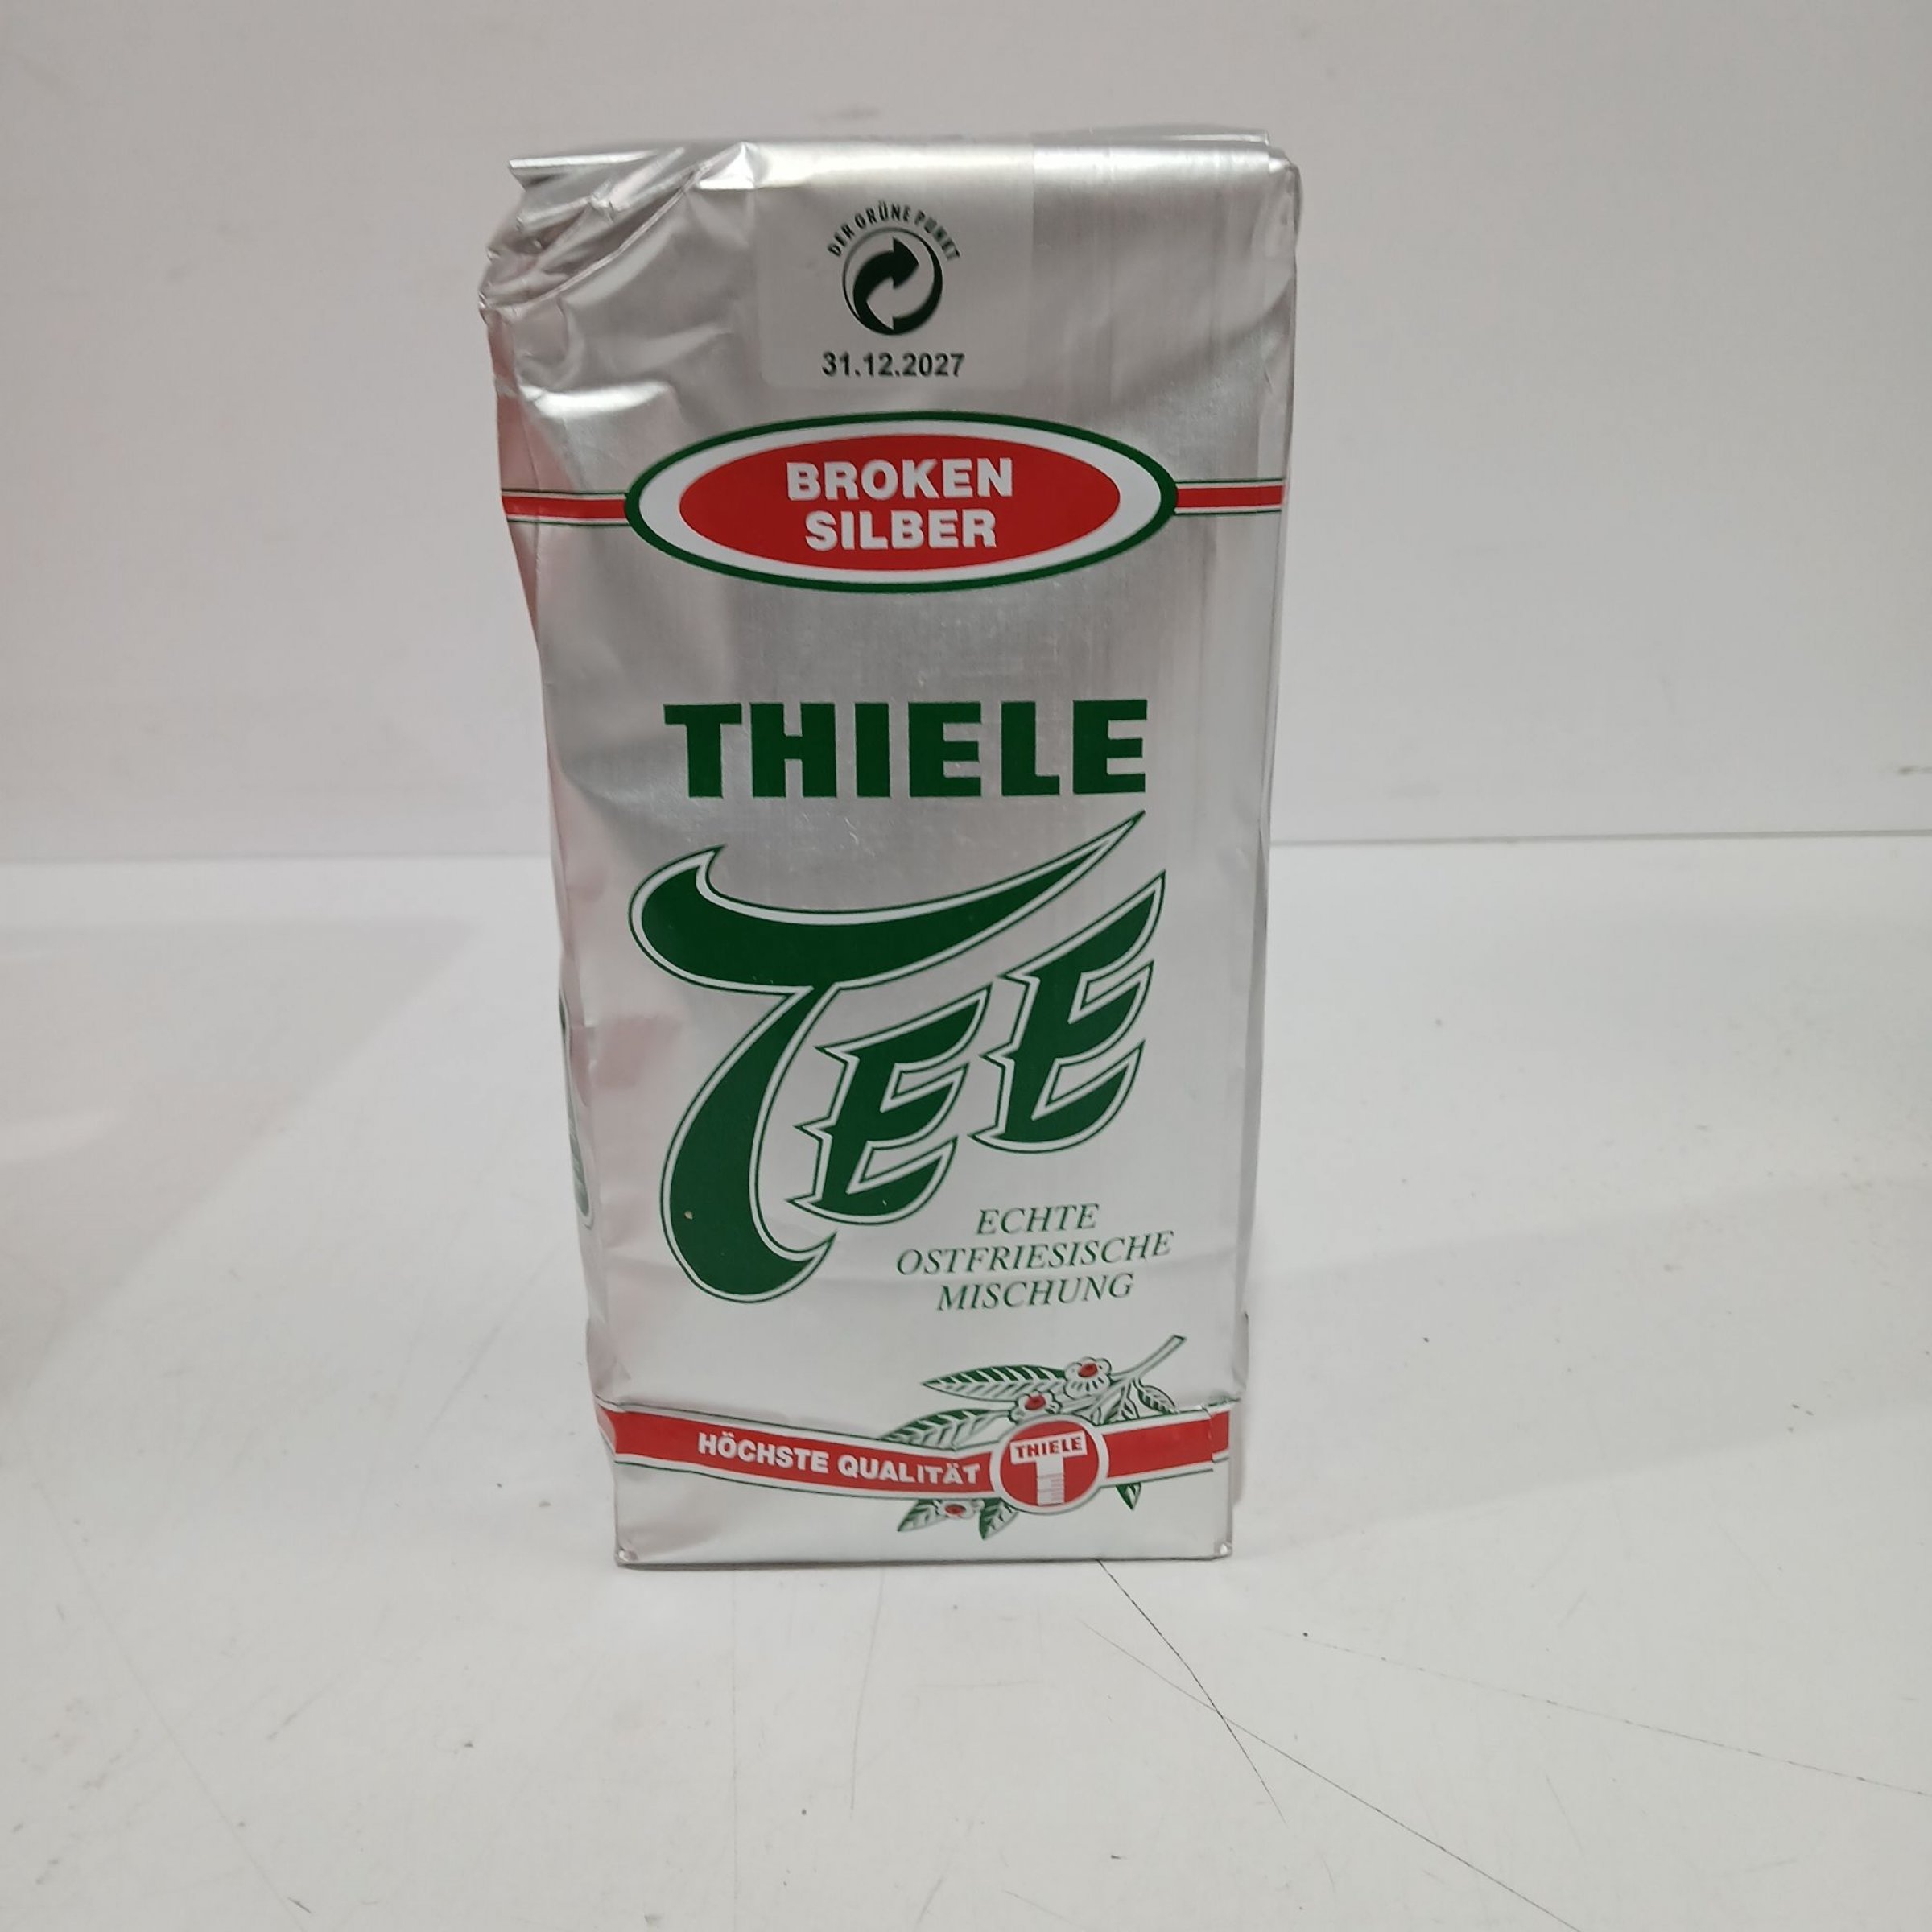 DER GRÜNE PUNKT
31.12.2027
BROKEN
SILBER
THIELE
TEE
ECHTE
OSTFRIESISCHE
MISCHUNG
HÖCHSTE QUALITÄT
THIELE
T